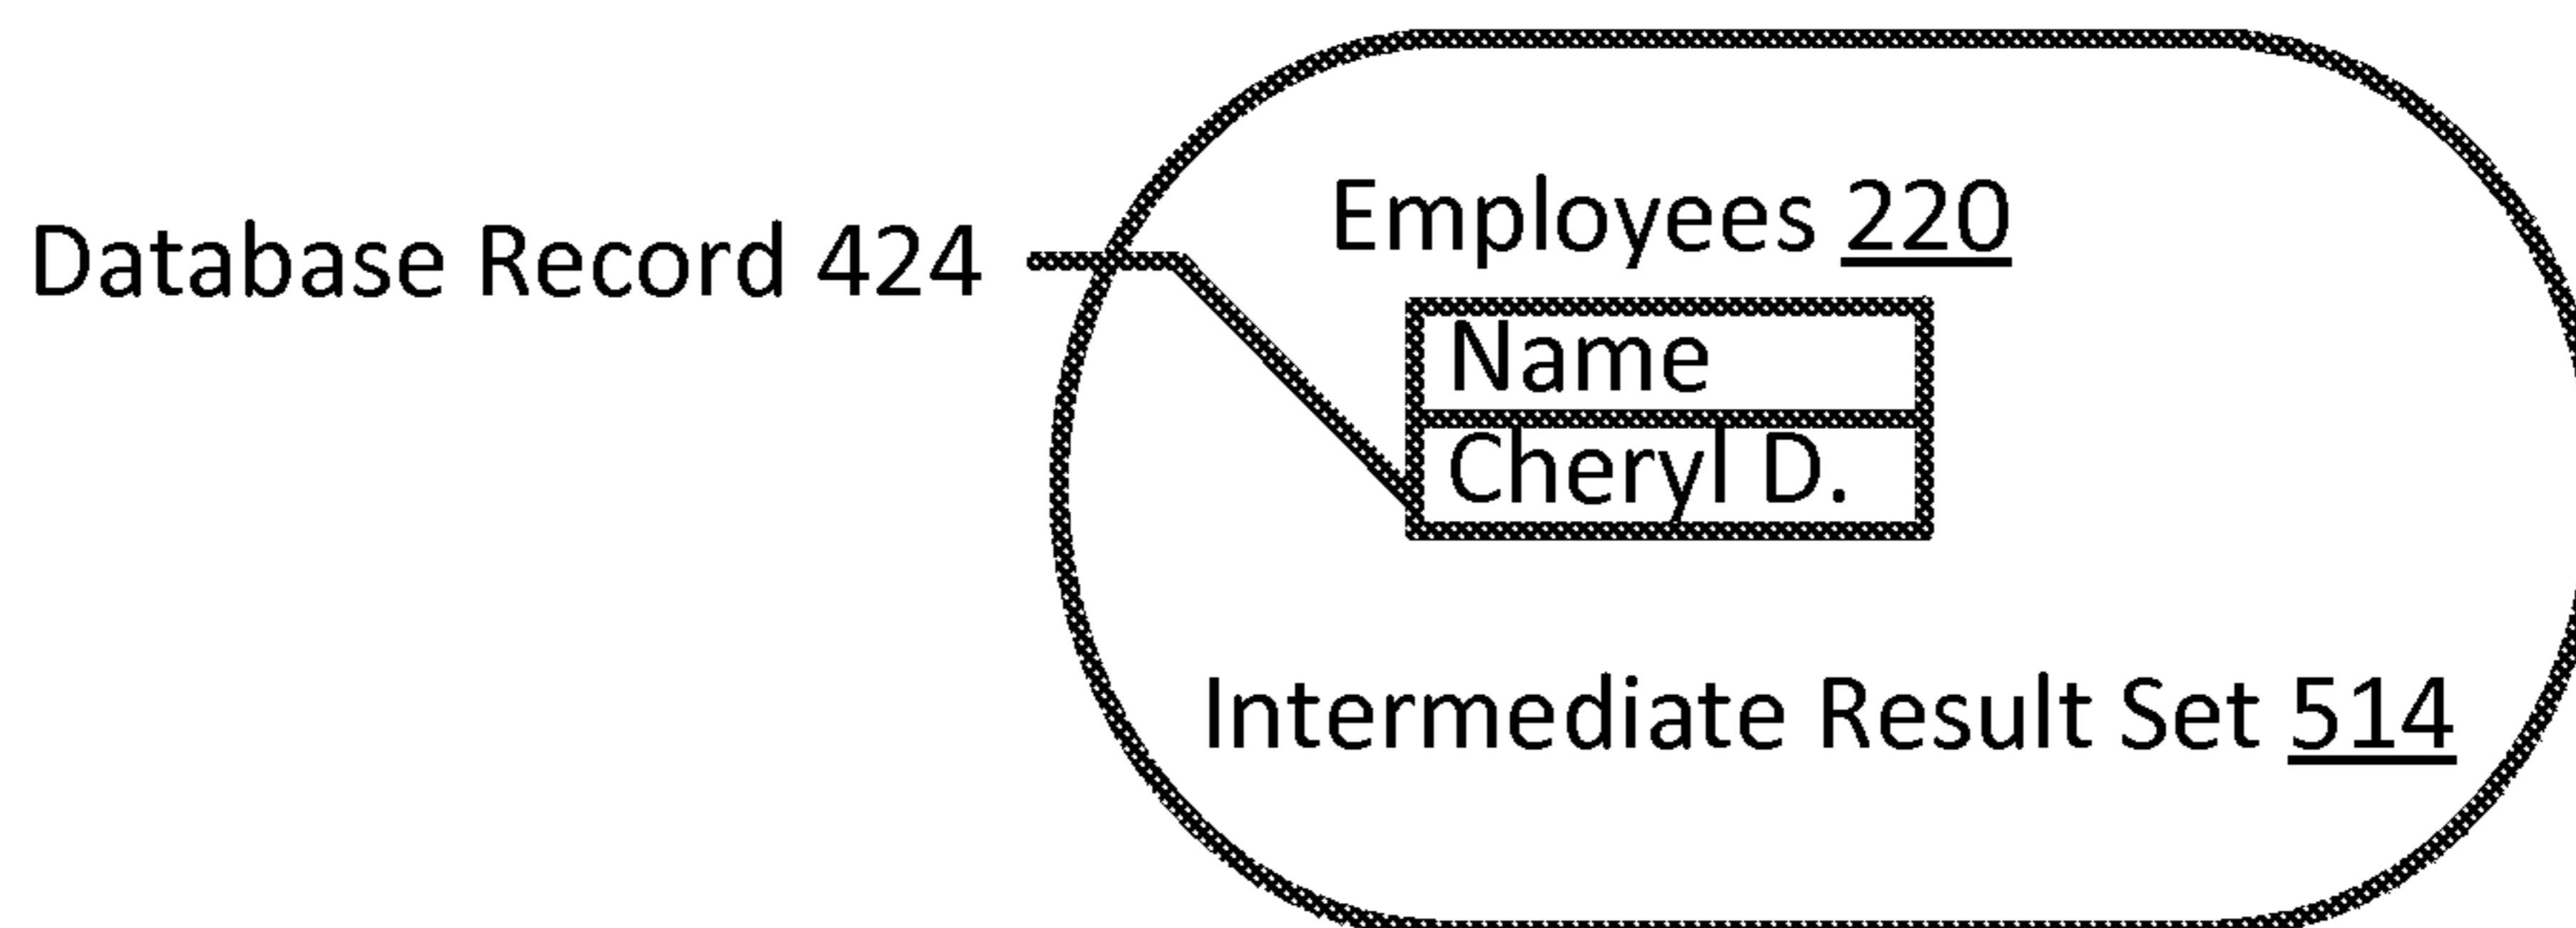 Database Record 424
Employees 220
Name
Cheryl D.
Intermediate Result Set 514